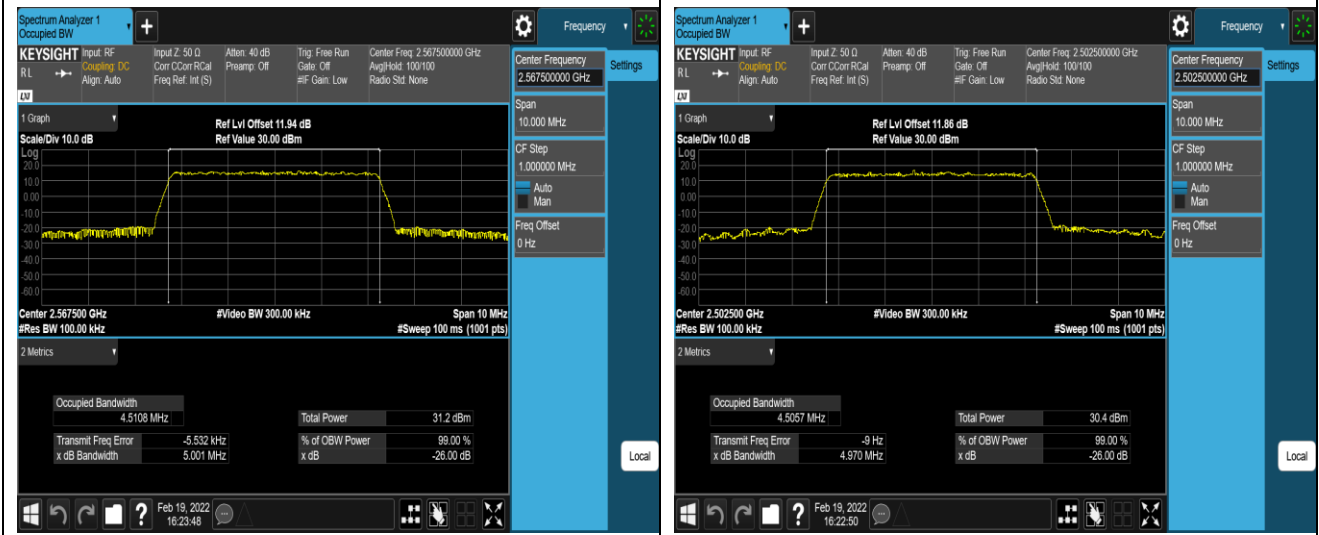 Spectrum Analyzer 1
Occupied BW
+
Frequency
KEYSIGHT
RL
LXI
Input: RF
Coupling: DC
Align: Auto
Input Z: 50 Ω
Corr CCorr RCal
Freq Ref: Int (S)
Atten: 40 dB
Preamp: Off
Trig: Free Run
Gate: Off
#IF Gain: Low
Center Freq: 2.567500000 GHz
Avg|Hold: 100/100
Radio Std: None
Center Frequency
2.567500000 GHz
Settings
Span
10.000 MHz
CF Step
1.000000 MHz
Auto
Man
Freq Offset
0 Hz
Local
1 Graph
Scale/Div 10.0 dB
Ref Lvl Offset 11.94 dB
Ref Value 30.00 dBm
Log
20.0
10.0
0.00
-10.0
-20.0
-30.0
-40.0
-50.0
-60.0
Center 2.567500 GHz
#Res BW 100.00 kHz
#Video BW 300.00 kHz
Span 10 MHz
#Sweep 100 ms (1001 pts)
2 Metrics
Occupied Bandwidth
4.5108 MHz
Total Power 31.2 dBm
Transmit Freq Error -5.532 kHz
% of OBW Power 99.00 %
x dB Bandwidth 5.001 MHz
x dB -26.00 dB
?
Feb 19, 2022
16:23:48
Spectrum Analyzer 1
Occupied BW
+
Frequency
KEYSIGHT
RL
LXI
Input: RF
Coupling: DC
Align: Auto
Input Z: 50 Ω
Corr CCorr RCal
Freq Ref: Int (S)
Atten: 40 dB
Preamp: Off
Trig: Free Run
Gate: Off
#IF Gain: Low
Center Freq: 2.502500000 GHz
Avg|Hold: 100/100
Radio Std: None
Center Frequency
2.502500000 GHz
Settings
Span
10.000 MHz
CF Step
1.000000 MHz
Auto
Man
Freq Offset
0 Hz
Local
1 Graph
Scale/Div 10.0 dB
Ref Lvl Offset 11.86 dB
Ref Value 30.00 dBm
Log
20.0
10.0
0.00
-10.0
-20.0
-30.0
-40.0
-50.0
-60.0
Center 2.502500 GHz
#Res BW 100.00 kHz
#Video BW 300.00 kHz
Span 10 MHz
#Sweep 100 ms (1001 pts)
2 Metrics
Occupied Bandwidth
4.5057 MHz
Total Power 30.4 dBm
Transmit Freq Error -9 Hz
% of OBW Power 99.00 %
x dB Bandwidth 4.970 MHz
x dB -26.00 dB
?
Feb 19, 2022
16:22:50